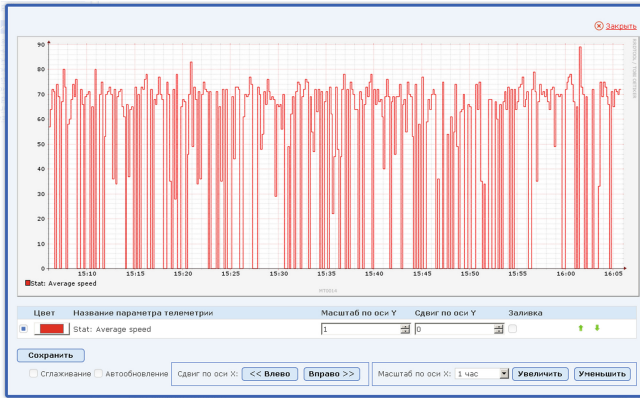 Закрыть
90
80
70
60
50
40
30
20
10
0
15:10 15:15 15:20 15:25 15:30 15:35 15:40 15:45 15:50 15:55 16:00 16:05
Stat: Average speed
Цвет Название параметра телеметрии Масштаб по оси Y Сдвиг по оси Y Заливка
Stat: Average speed 1 0
Сохранить
Сглаживание Автообновление Сдвиг по оси X: << Влево Вправо >> Масштаб по оси X: 1 час Увеличить Уменьшить